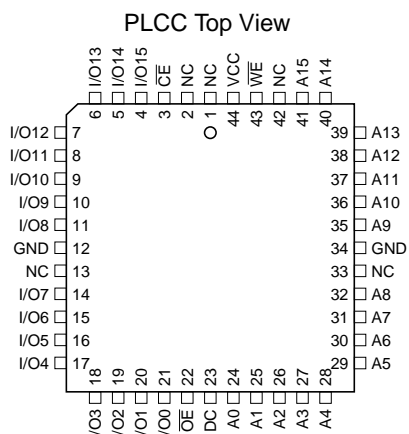 PLCC Top View
I/O13 I/O14 I/O15 C̅E̅ NC NC VCC W̅E̅ NC A15 A14
6 5 4 3 2 1 44 43 42 41 40
I/O12 7 39 A13
I/O11 8 38 A12
I/O10 9 37 A11
I/O9 10 36 A10
I/O8 11 35 A9
GND 12 34 GND
NC 13 33 NC
I/O7 14 32 A8
I/O6 15 31 A7
I/O5 16 30 A6
I/O4 17 29 A5
18 19 20 21 22 23 24 25 26 27 28
/O3 /O2 /O1 /O0 O̅E̅ DC A0 A1 A2 A3 A4